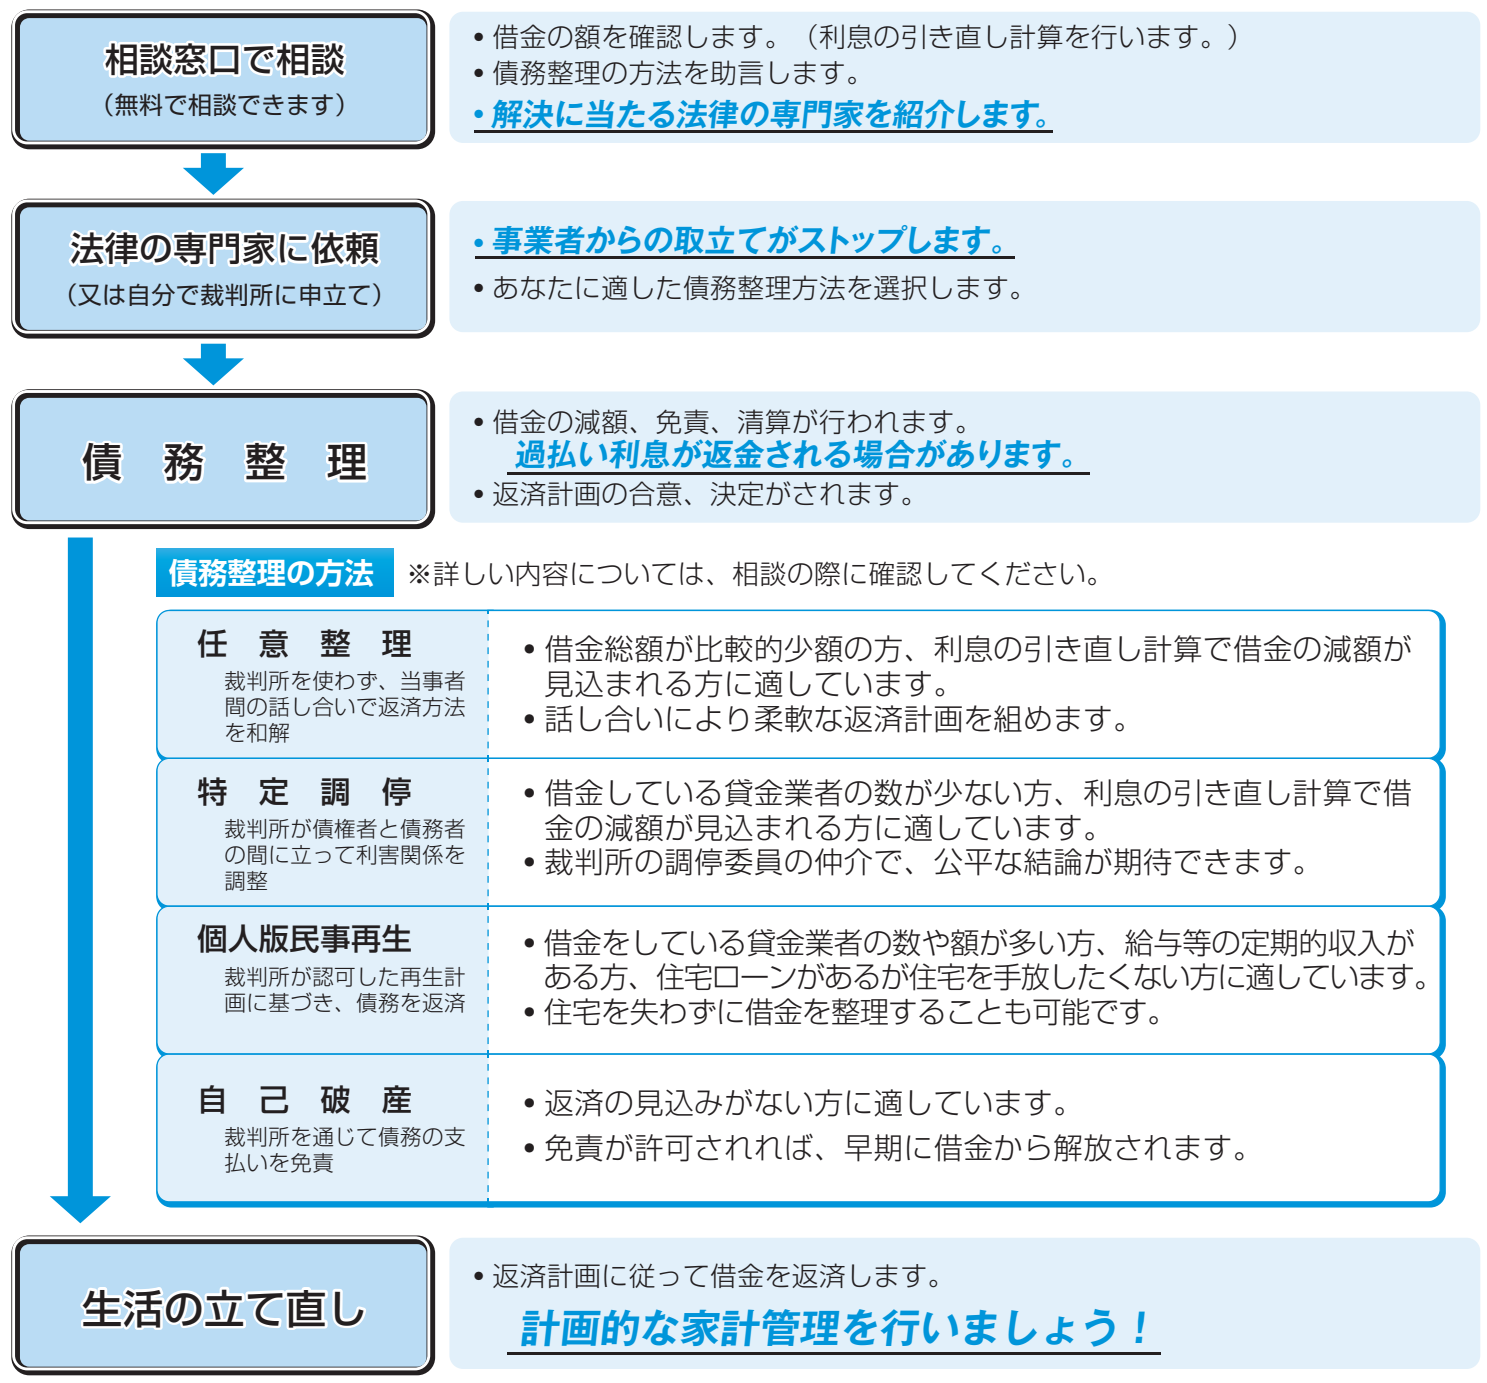 相談窓口で相談
（無料で相談できます）
• 借金の額を確認します。（利息の引き直し計算を行います。）
• 債務整理の方法を助言します。
• 解決に当たる法律の専門家を紹介します。
法律の専門家に依頼
（又は自分で裁判所に申立て）
• 事業者からの取立てがストップします。
• あなたに適した債務整理方法を選択します。
債　務　整　理
• 借金の減額、免責、清算が行われます。
過払い利息が返金される場合があります。
• 返済計画の合意、決定がされます。
債務整理の方法　※詳しい内容については、相談の際に確認してください。
任　意　整　理
裁判所を使わず、当事者
間の話し合いで返済方法
を和解
• 借金総額が比較的少額の方、利息の引き直し計算で借金の減額が
見込まれる方に適しています。
• 話し合いにより柔軟な返済計画を組めます。
特　定　調　停
裁判所が債権者と債務者
の間に立って利害関係を
調整
• 借金している貸金業者の数が少ない方、利息の引き直し計算で借
金の減額が見込まれる方に適しています。
• 裁判所の調停委員の仲介で、公平な結論が期待できます。
個人版民事再生
裁判所が認可した再生計
画に基づき、債務を返済
• 借金をしている貸金業者の数や額が多い方、給与等の定期的収入が
ある方、住宅ローンがあるが住宅を手放したくない方に適しています。
• 住宅を失わずに借金を整理することも可能です。
自　己　破　産
裁判所を通じて債務の支
払いを免責
• 返済の見込みがない方に適しています。
• 免責が許可されれば、早期に借金から解放されます。
生活の立て直し
• 返済計画に従って借金を返済します。
計画的な家計管理を行いましょう！